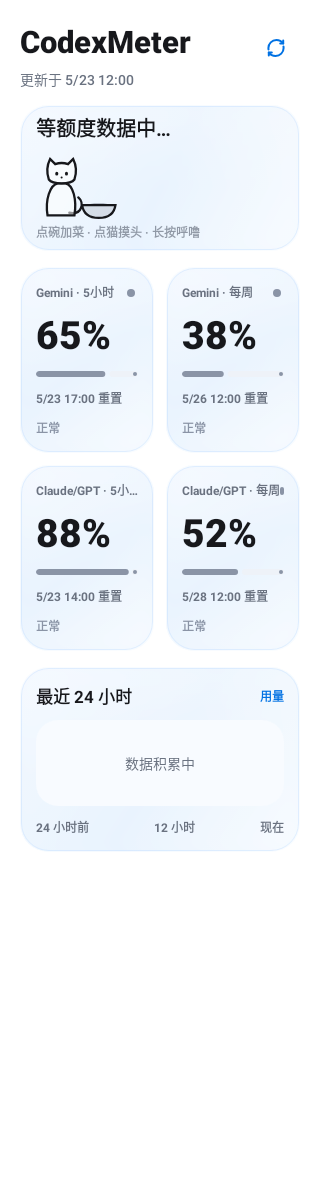 CodexMeter
更新于 5/23 12:00
等额度数据中…
点碗加菜 · 点猫摸头 · 长按呼噜
Gemini · 5小时
65%
5/23 17:00 重置
正常
Gemini · 每周
38%
5/26 12:00 重置
正常
Claude/GPT · 5小…
88%
5/23 14:00 重置
正常
Claude/GPT · 每周
52%
5/28 12:00 重置
正常
最近 24 小时
用量
数据积累中
24 小时前
12 小时
现在